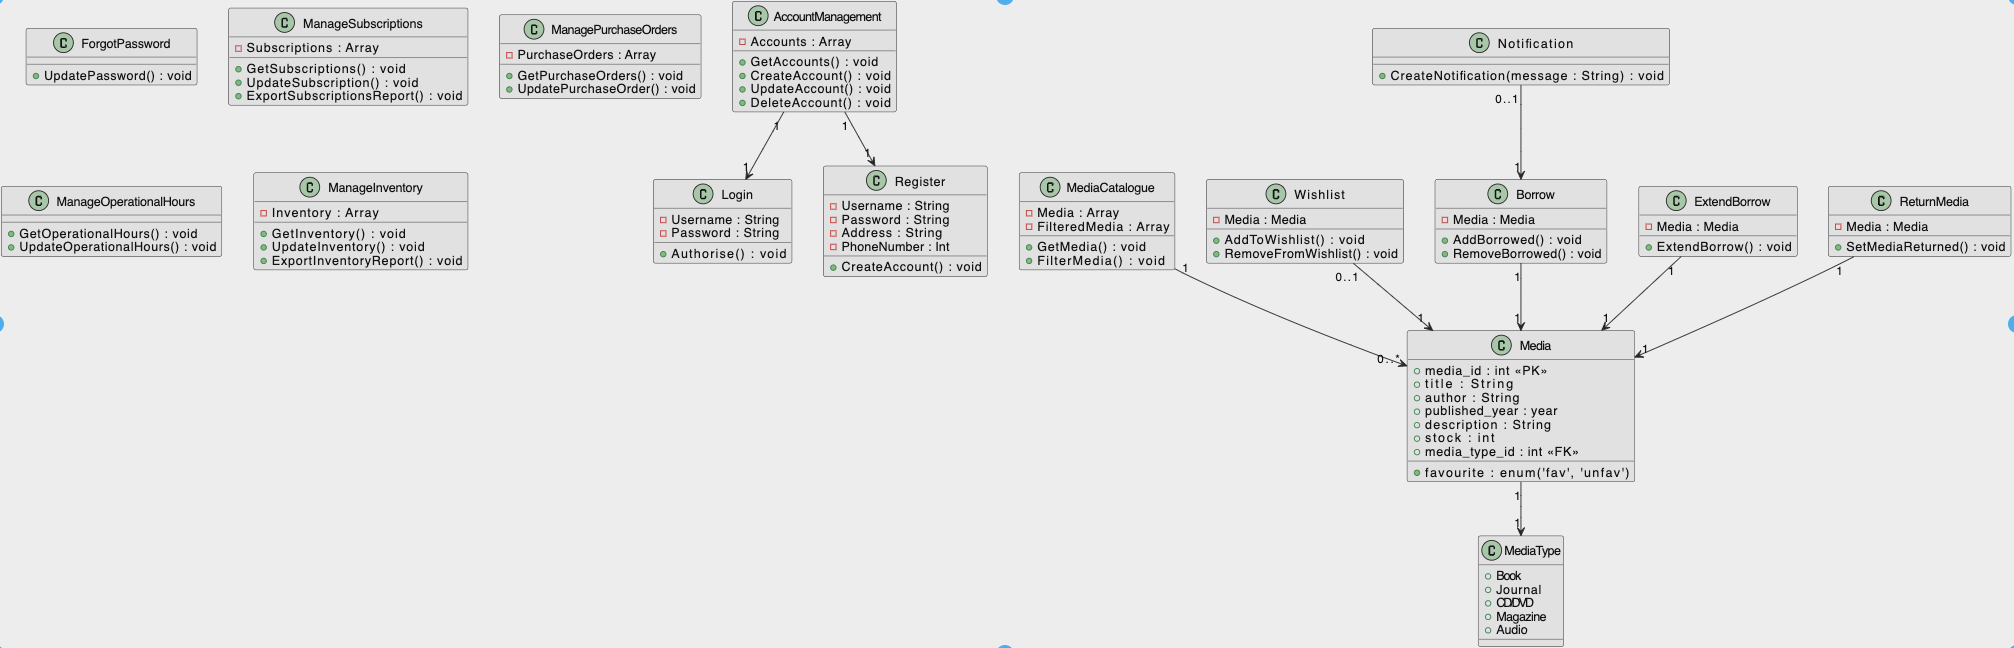 ForgotPassword
UpdatePassword() : void
ManageSubscriptions
Subscriptions : Array
GetSubscriptions() : void
UpdateSubscription() : void
ExportSubscriptionsReport() : void
ManagePurchaseOrders
PurchaseOrders : Array
GetPurchaseOrders() : void
UpdatePurchaseOrder() : void
AccountManagement
Accounts : Array
GetAccounts() : void
CreateAccount() : void
UpdateAccount() : void
DeleteAccount() : void
1
1
1
1
Notification
CreateNotification(message : String) : void
0..1
1
ManageOperationalHours
GetOperationalHours() : void
UpdateOperationalHours() : void
ManageInventory
Inventory : Array
GetInventory() : void
UpdateInventory() : void
ExportInventoryReport() : void
Login
Username : String
Password : String
Authorise() : void
Register
Username : String
Password : String
Address : String
PhoneNumber : Int
CreateAccount() : void
MediaCatalogue
Media : Array
FilteredMedia : Array
GetMedia() : void
FilterMedia() : void
Wishlist
Media : Media
AddToWishlist() : void
RemoveFromWishlist() : void
Borrow
Media : Media
AddBorrowed() : void
RemoveBorrowed() : void
ExtendBorrow
Media : Media
ExtendBorrow() : void
ReturnMedia
Media : Media
SetMediaReturned() : void
1
0..1
1
1
1
0..*
1
1
1
1
Media
media_id : int «PK»
title : String
author : String
published_year : year
description : String
stock : int
media_type_id : int «FK»
favourite : enum('fav', 'unfav')
1
1
MediaType
Book
Journal
CD/DVD
Magazine
Audio